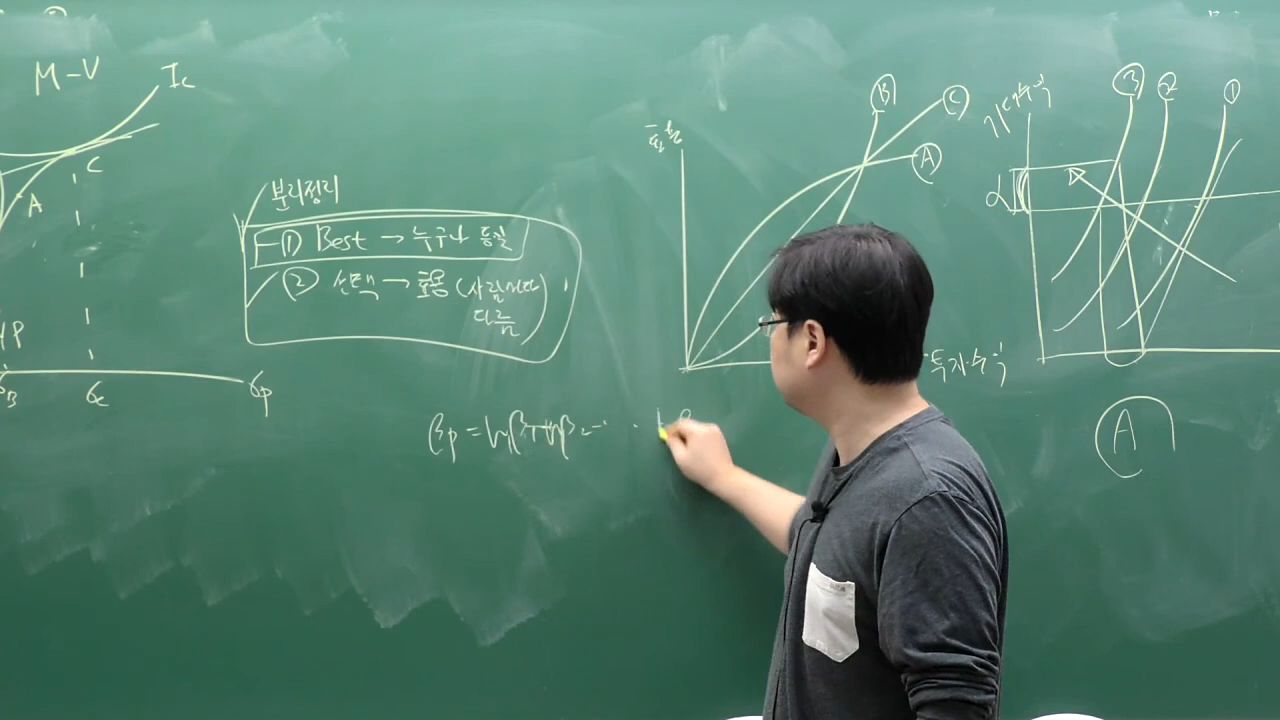 M-V
Ic
C
A
σc
σp
분리정리
① Best → 누구나 동일
② 선택 → 효용 (사람마다
다름)
효용
B
C
A
투자수익
βp = w₁β₁+w₂β₂
기대수익
③
②
①
A